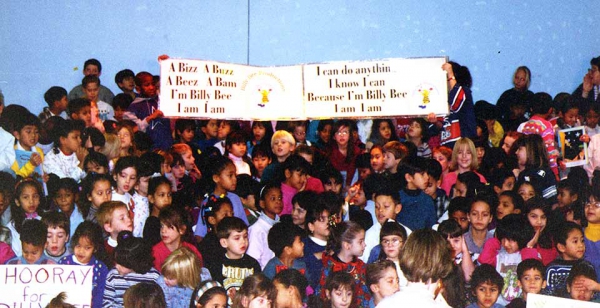 A Bizz A Buzz
A Beez A Bam
I'm Billy Bee
I am I am
I can do anythin...
I know I can
Because I'm Billy Bee
I am I am
HOORAY
for